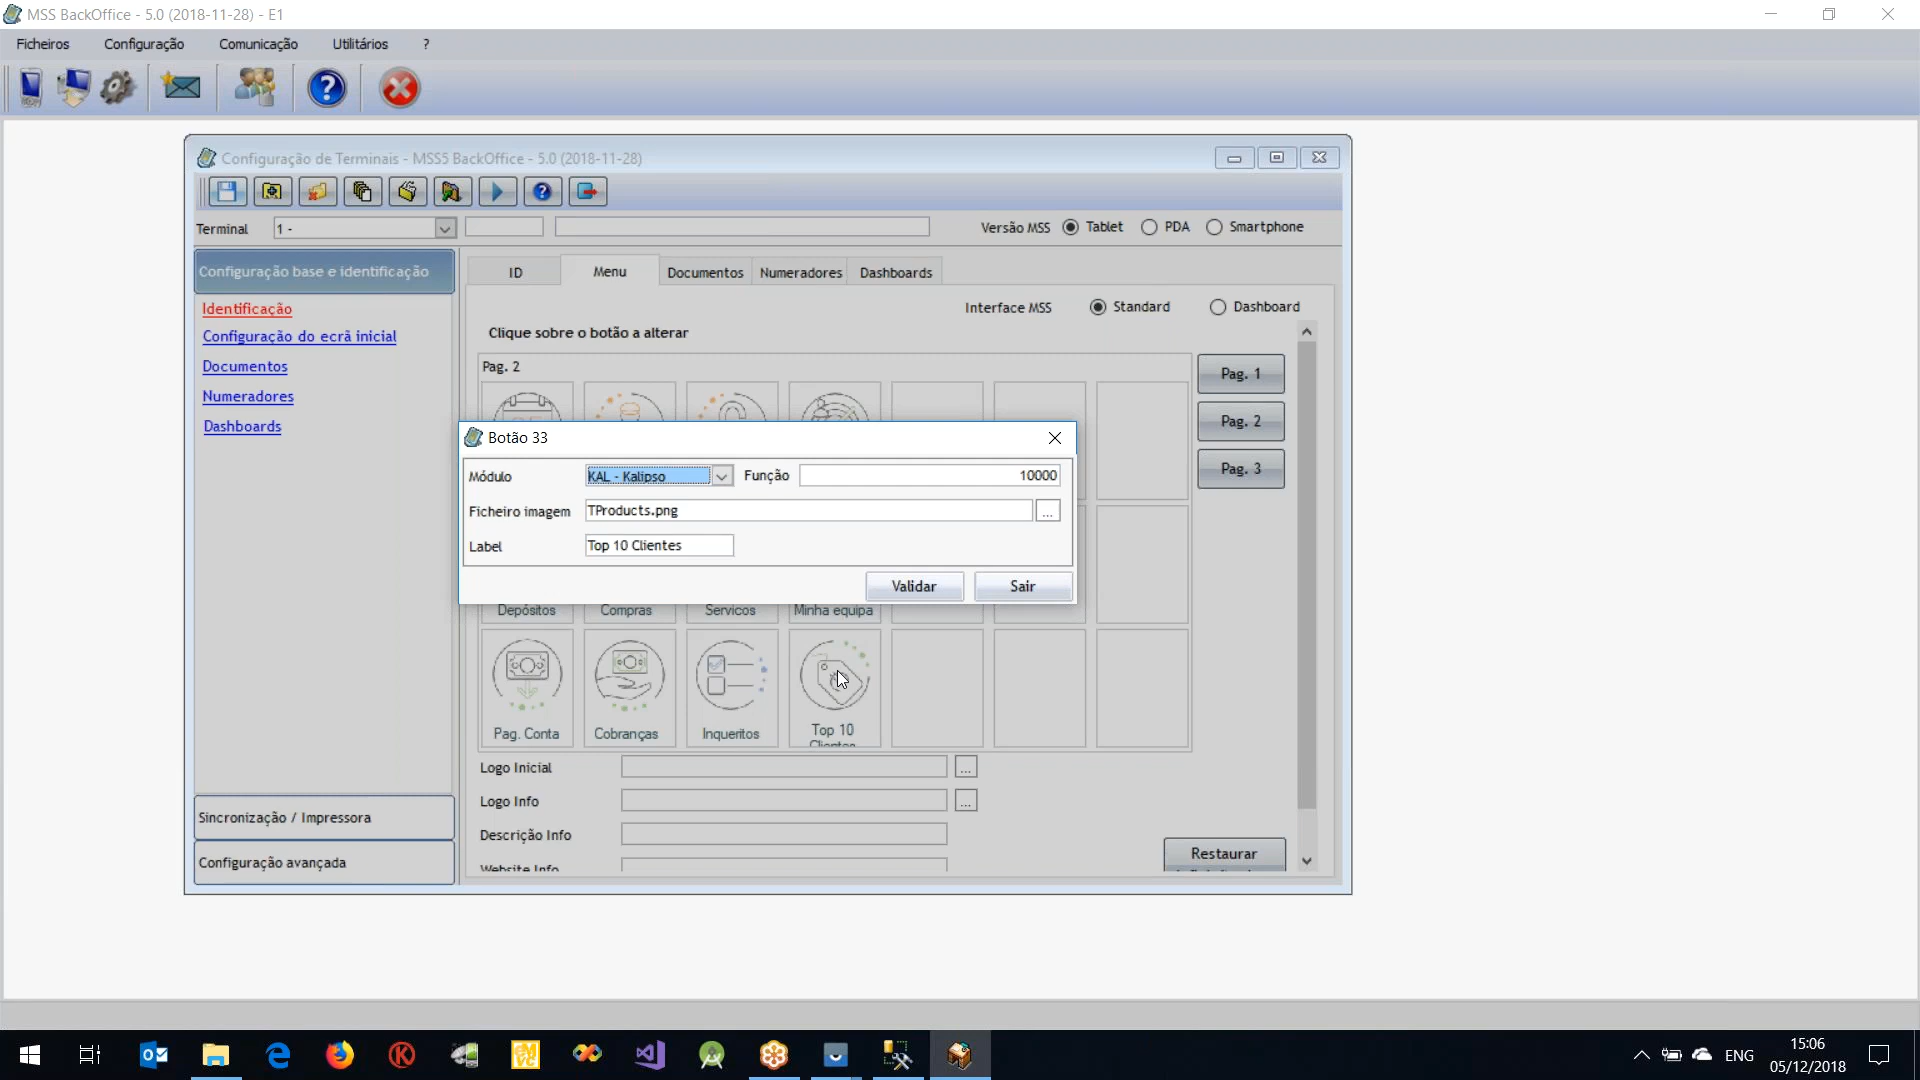 MSS BackOffice - 5.0 (2018-11-28) - E1
Ficheiros Configuração Comunicação Utilitários ?
Configuração de Terminais - MSS5 BackOffice - 5.0 (2018-11-28)
Terminal 1 - Versão MSS Tablet PDA Smartphone
Configuração base e identificação
Identificação
Configuração do ecrã inicial
Documentos
Numeradores
Dashboards
Sincronização / Impressora
Configuração avançada
ID Menu Documentos Numeradores Dashboards
Interface MSS Standard Dashboard
Clique sobre o botão a alterar
Pag. 2
Pag. 1
Pag. 2
Pag. 3
Botão 33
Módulo KAL - Kalipso Função 10000
Ficheiro imagem TProducts.png ...
Label Top 10 Clientes
Validar Sair
Depósitos Compras Servicos Minha equipa
Pag. Conta Cobranças Inqueritos Top 10
Clientes
Logo Inicial ...
Logo Info ...
Descrição Info
Website Info
Restaurar
ENG
15:06
05/12/2018